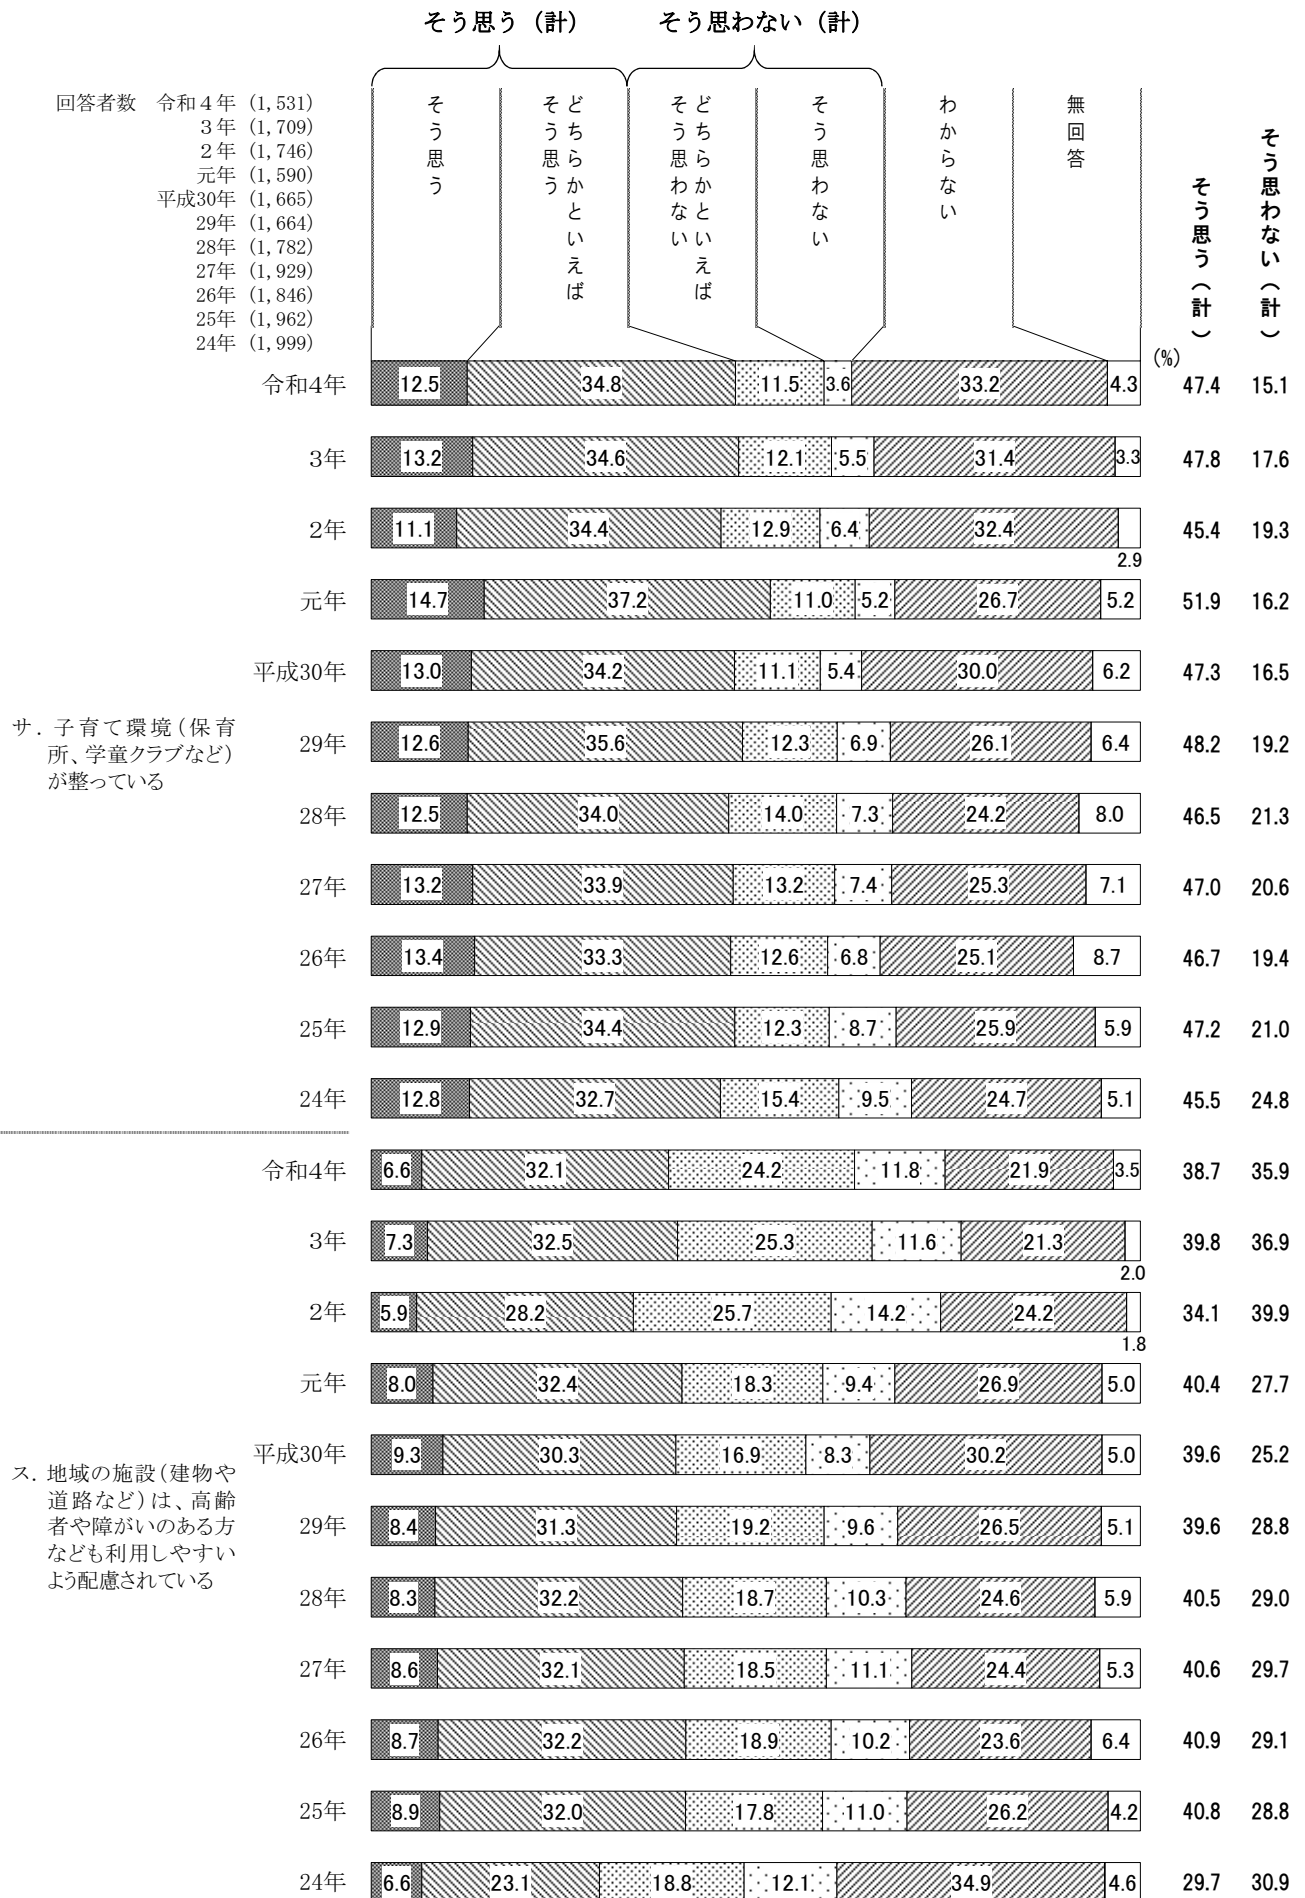 そう思う（計）
そう思わない（計）
回答者数　令和４年 (1,531)
３年 (1,709)
２年 (1,746)
元年 (1,590)
平成30年 (1,665)
29年 (1,664)
28年 (1,782)
27年 (1,929)
26年 (1,846)
25年 (1,962)
24年 (1,999)
そう思う
どちらかといえば
そう思う
どちらかといえば
そう思わない
そう思わない
わからない
無回答
そう思う（計）
そう思わない（計）
(%)
令和4年 12.5 34.8 11.5 3.6 33.2 4.3 47.4 15.1
3年 13.2 34.6 12.1 5.5 31.4 3.3 47.8 17.6
2年 11.1 34.4 12.9 6.4 32.4 2.9 45.4 19.3
元年 14.7 37.2 11.0 5.2 26.7 5.2 51.9 16.2
平成30年 13.0 34.2 11.1 5.4 30.0 6.2 47.3 16.5
サ．子育て環境（保育
所、学童クラブなど）
が整っている
29年 12.6 35.6 12.3 6.9 26.1 6.4 48.2 19.2
28年 12.5 34.0 14.0 7.3 24.2 8.0 46.5 21.3
27年 13.2 33.9 13.2 7.4 25.3 7.1 47.0 20.6
26年 13.4 33.3 12.6 6.8 25.1 8.7 46.7 19.4
25年 12.9 34.4 12.3 8.7 25.9 5.9 47.2 21.0
24年 12.8 32.7 15.4 9.5 24.7 5.1 45.5 24.8
令和4年 6.6 32.1 24.2 11.8 21.9 3.5 38.7 35.9
3年 7.3 32.5 25.3 11.6 21.3 2.0 39.8 36.9
2年 5.9 28.2 25.7 14.2 24.2 1.8 34.1 39.9
元年 8.0 32.4 18.3 9.4 26.9 5.0 40.4 27.7
平成30年 9.3 30.3 16.9 8.3 30.2 5.0 39.6 25.2
ス．地域の施設（建物や
道路など）は、高齢
者や障がいのある方
なども利用しやすい
よう配慮されている
29年 8.4 31.3 19.2 9.6 26.5 5.1 39.6 28.8
28年 8.3 32.2 18.7 10.3 24.6 5.9 40.5 29.0
27年 8.6 32.1 18.5 11.1 24.4 5.3 40.6 29.7
26年 8.7 32.2 18.9 10.2 23.6 6.4 40.9 29.1
25年 8.9 32.0 17.8 11.0 26.2 4.2 40.8 28.8
24年 6.6 23.1 18.8 12.1 34.9 4.6 29.7 30.9